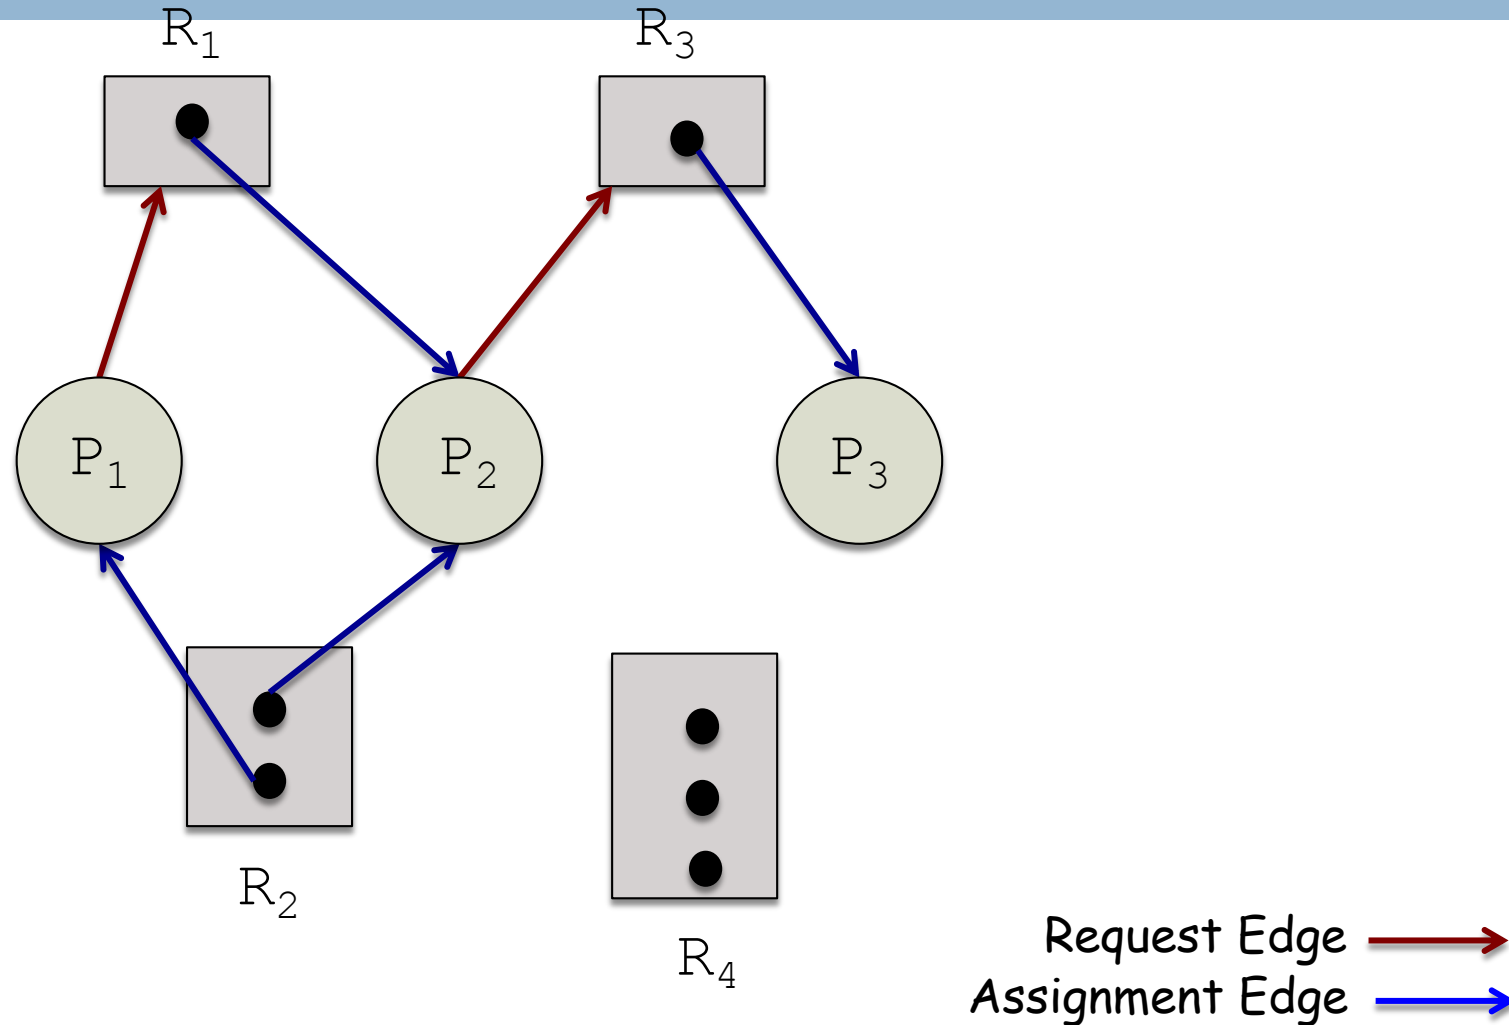 R₁
R₃
P₁
P₂
P₃
R₂
R₄
Request Edge
Assignment Edge